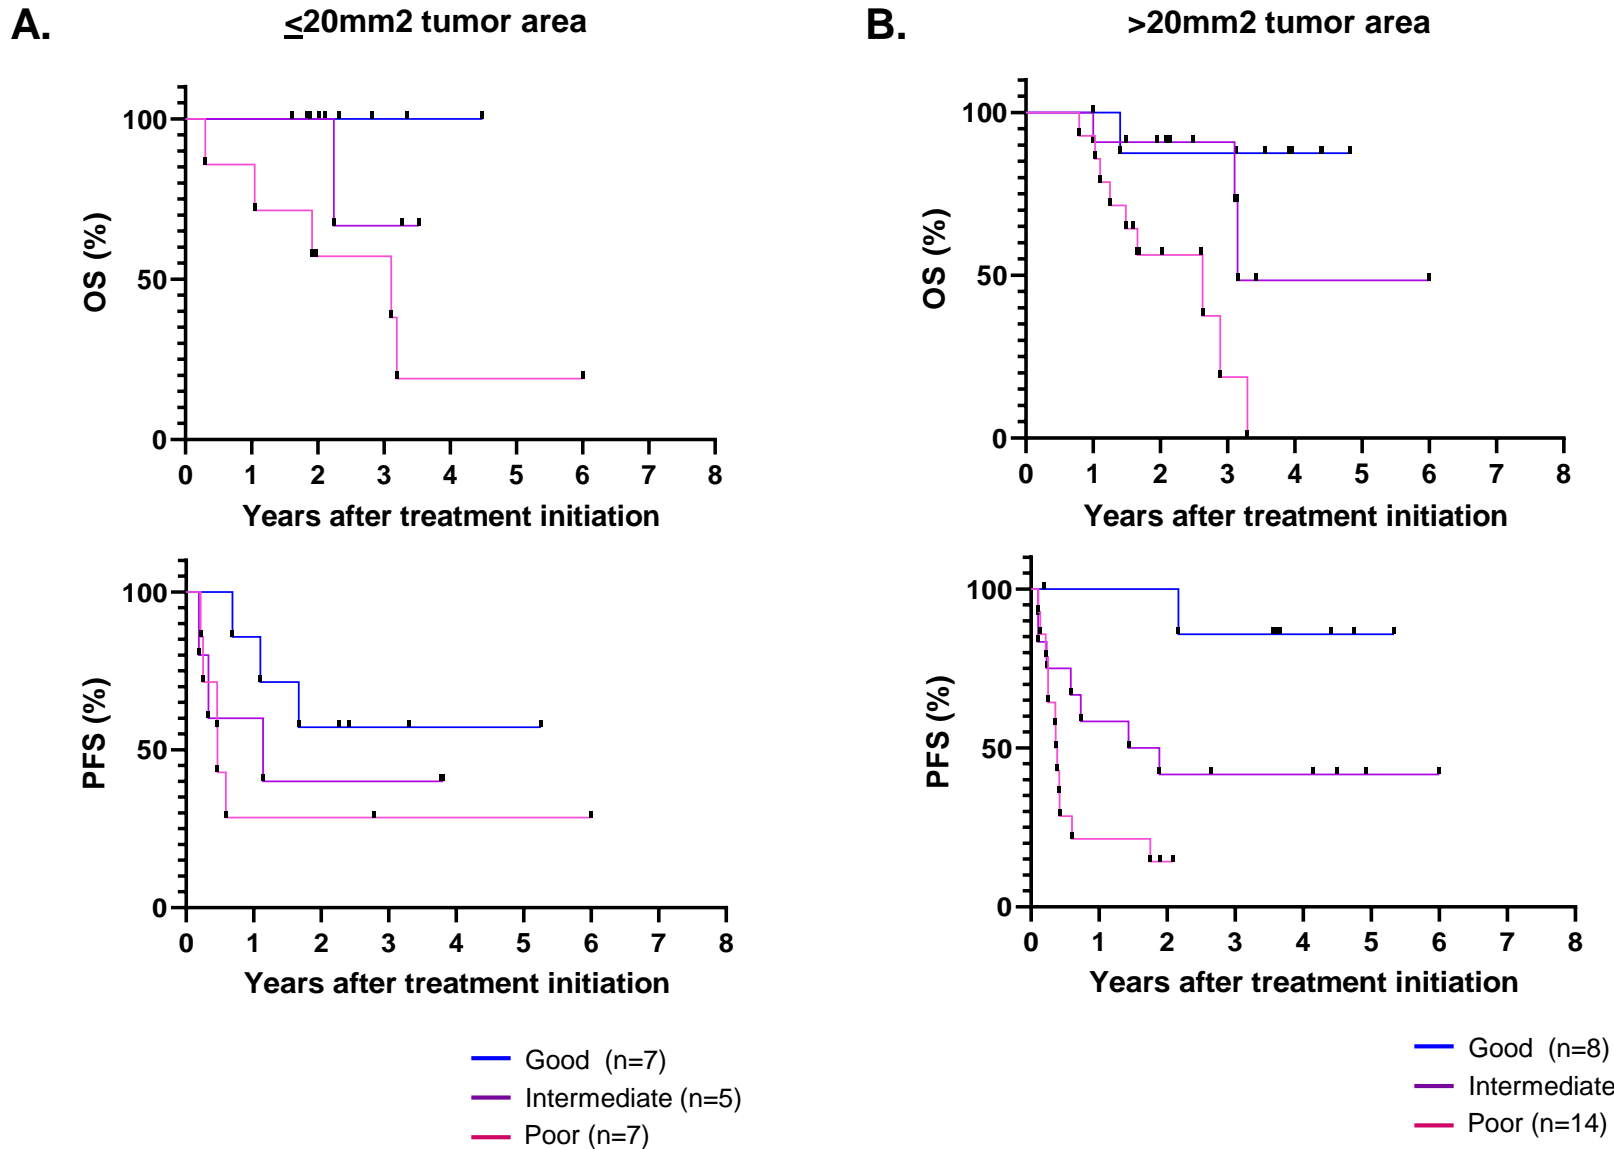 A.
≤20mm2 tumor area
100
50
0
OS (%)
0 1 2 3 4 5 6 7 8
Years after treatment initiation
100
50
0
PFS (%)
0 1 2 3 4 5 6 7 8
Years after treatment initiation
Good (n=7)
Intermediate (n=5)
Poor (n=7)
B.
>20mm2 tumor area
100
50
0
OS (%)
0 1 2 3 4 5 6 7 8
Years after treatment initiation
100
50
0
PFS (%)
0 1 2 3 4 5 6 7 8
Years after treatment initiation
Good (n=8)
Intermediate
Poor (n=14)